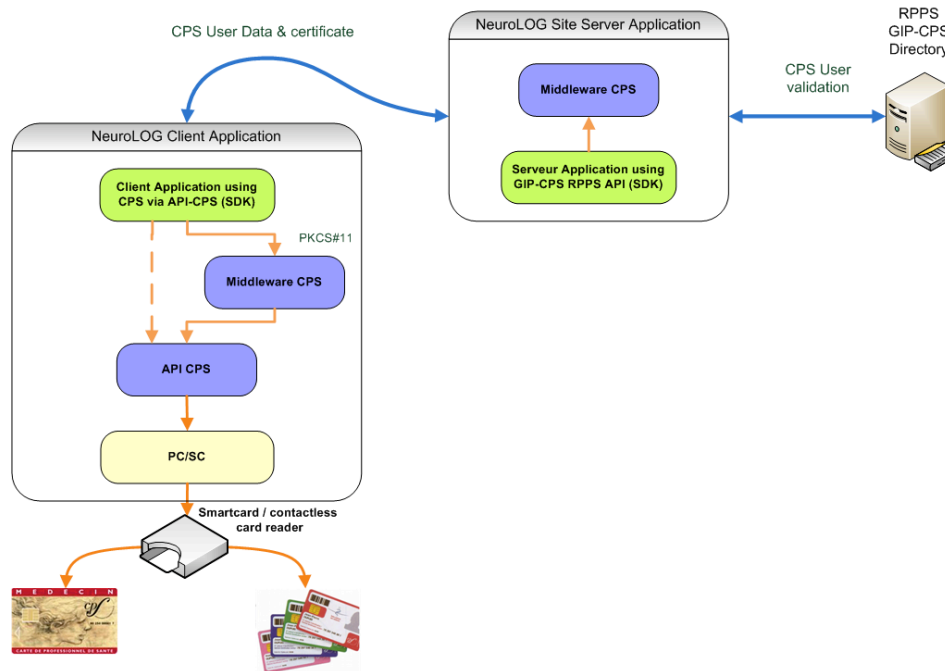 CPS User Data & certificate
NeuroLOG Site Server Application
RPPS
GIP-CPS
Directory
Middleware CPS
CPS User
validation
NeuroLOG Client Application
Serveur Application using
GIP-CPS RPPS API (SDK)
Client Application using
CPS via API-CPS (SDK)
PKCS#11
Middleware CPS
API CPS
PC/SC
Smartcard / contactless
card reader
MEDECIN
cps
CARTE DE PROFESSIONNEL DE SANTÉ